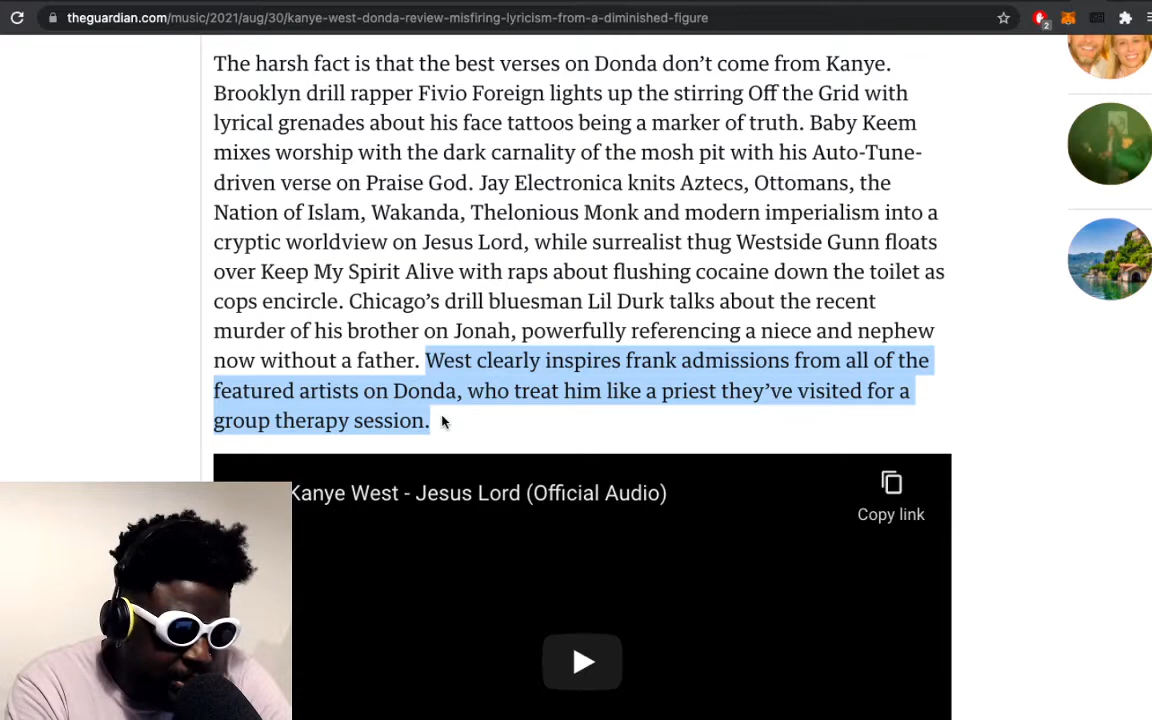 theguardian.com/music/2021/aug/30/kanye-west-donda-review-misfiring-lyricism-from-a-diminished-figure
2
The harsh fact is that the best verses on Donda don’t come from Kanye.
Brooklyn drill rapper Fivio Foreign lights up the stirring Off the Grid with
lyrical grenades about his face tattoos being a marker of truth. Baby Keem
mixes worship with the dark carnality of the mosh pit with his Auto-Tune-
driven verse on Praise God. Jay Electronica knits Aztecs, Ottomans, the
Nation of Islam, Wakanda, Thelonious Monk and modern imperialism into a
cryptic worldview on Jesus Lord, while surrealist thug Westside Gunn floats
over Keep My Spirit Alive with raps about flushing cocaine down the toilet as
cops encircle. Chicago’s drill bluesman Lil Durk talks about the recent
murder of his brother on Jonah, powerfully referencing a niece and nephew
now without a father. West clearly inspires frank admissions from all of the
featured artists on Donda, who treat him like a priest they’ve visited for a
group therapy session.
Kanye West - Jesus Lord (Official Audio)
Copy link